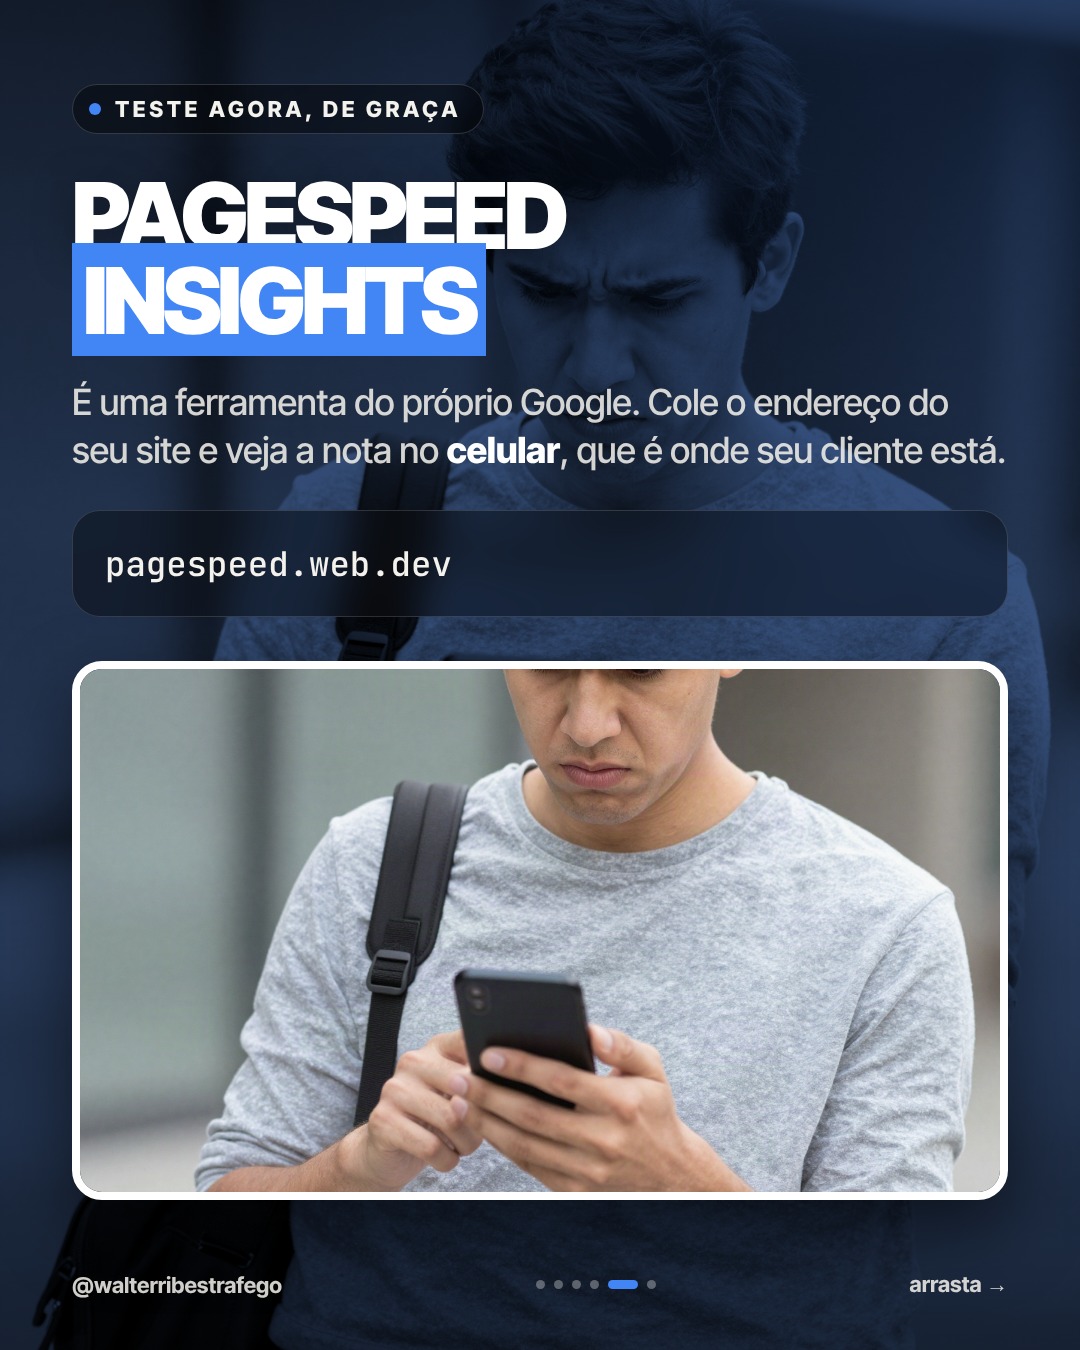 TESTE AGORA, DE GRAÇA
PAGESPEED
INSIGHTS
É uma ferramenta do próprio Google. Cole o endereço do
seu site e veja a nota no celular, que é onde seu cliente está.
pagespeed.web.dev
@walterribestrafego
arrasta →